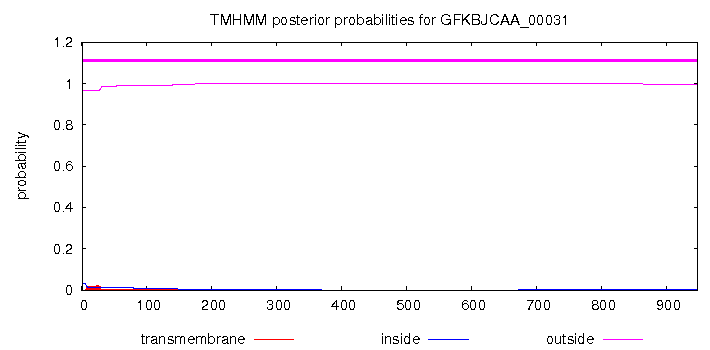 TMHMM posterior probabilities for GFKBJCAA_00031
1.2
1
0.8
0.6
0.4
0.2
0
probability
0 100 200 300 400 500 600 700 800 900
transmembrane inside outside